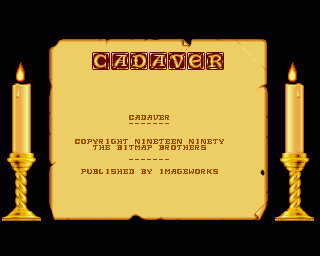 CADAVER
CADAVER
-------
COPYRIGHT NINETEEN NINETY
THE BITMAP BROTHERS
-------
PUBLISHED BY IMAGEWORKS